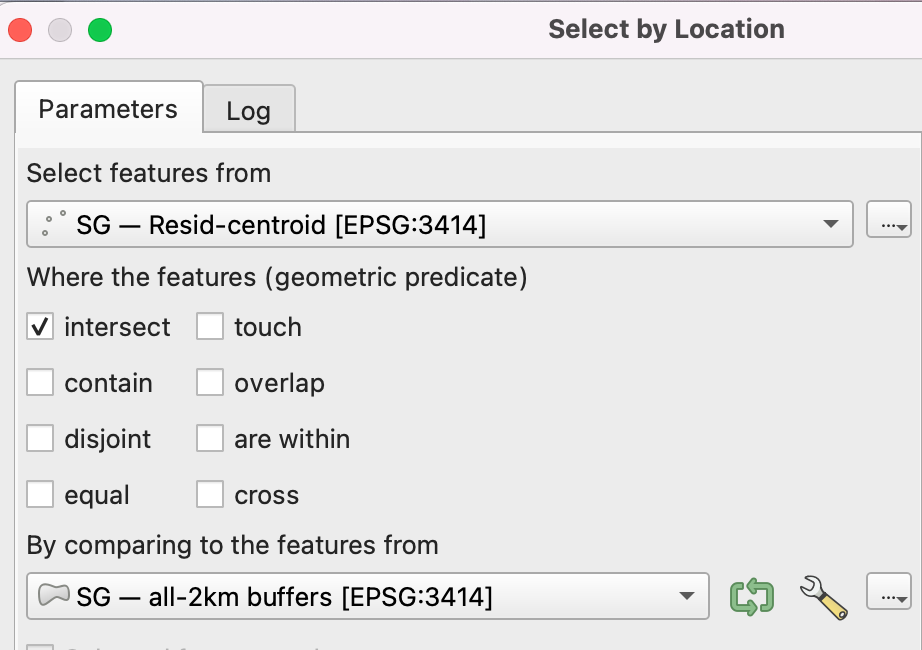 Select by Location
Parameters
Log
Select features from
SG — Resid-centroid [EPSG:3414]
...
Where the features (geometric predicate)
intersect touch
contain overlap
disjoint are within
equal cross
By comparing to the features from
SG — all-2km buffers [EPSG:3414]
...